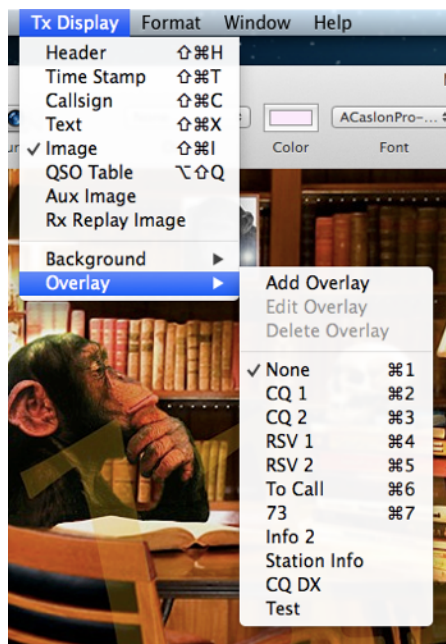 Tx Display Format Window Help
Header ⇧⌘H
Time Stamp ⇧⌘T
Callsign ⇧⌘C
Text ⇧⌘X
✓ Image ⇧⌘I
QSO Table ⌥⇧Q
Aux Image
Rx Replay Image
Background ▶
Overlay ▶
ACaslonPro-...
Color Font
Add Overlay
Edit Overlay
Delete Overlay
✓ None ⌘1
CQ 1 ⌘2
CQ 2 ⌘3
RSV 1 ⌘4
RSV 2 ⌘5
To Call ⌘6
73 ⌘7
Info 2
Station Info
CQ DX
Test